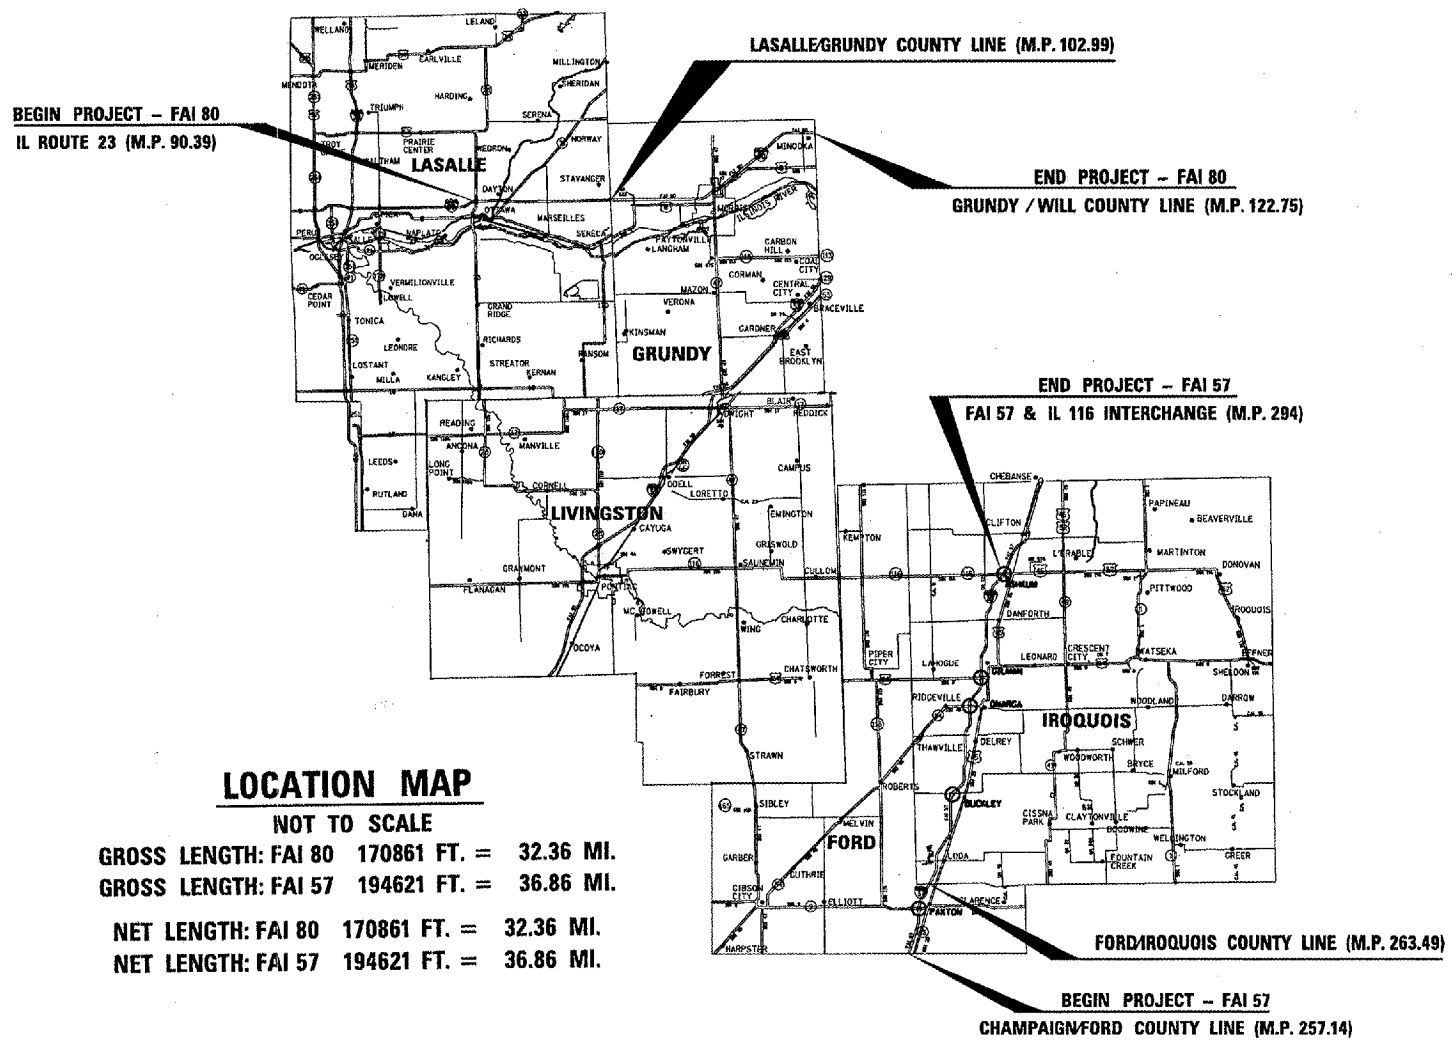 LASALLE/GRUNDY COUNTY LINE (M.P. 102.99)
BEGIN PROJECT - FAI 80
IL ROUTE 23 (M.P. 90.39)
END PROJECT - FAI 80
GRUNDY / WILL COUNTY LINE (M.P. 122.75)
END PROJECT - FAI 57
FAI 57 & IL 116 INTERCHANGE (M.P. 294)
WELLAND
LELAND
EARLVILLE
MERIDEN
MENDOTA
MILLINGTON
SHERIDAN
HARDING
TRIUMPH
SERENA
TROY
PRAIRIE
CENTER
WEDRON
NORWAY
LASALLE
DAYTON
STAVANGER
OTTAWA
MARSEILLES
NAPLATE
SENECA
MINOOKA
ILLINOIS RIVER
PATTONVILLE
LANGHAM
CARBON
HILL
COAL
CITY
GORMAN
CENTRAL
CITY
BRACEVILLE
MAZON
VERONA
KINSMAN
GARDNER
EAST
BROOKLYN
GRUNDY
PERU
OGLESBY
CEDAR
POINT
VERMILIONVILLE
LOWELL
TONICA
LEONORE
GRAND
RIDGE
RICHARDS
RANSOM
LOSTANT
MILLA
KANGLEY
STREATOR
KERNAN
BLAIR
REDDICK
DWIGHT
READING
ANCONA
MANVILLE
LEEDS
LONG
POINT
RUTLAND
DANA
CORNELL
CAMPUS
ODELL
LORETTO
EMINGTON
LIVINGSTON
CAYUGA
SWYGERT
GRISWOLD
SAUNEMIN
CULLOM
KEMPTON
GRAYMONT
FLANAGAN
PONTIAC
MC DOWELL
WING
CHARLOTTE
OCOYA
FORREST
CHATSWORTH
FAIRBURY
STRAWN
PIPER
CITY
CHEBANSE
CLIFTON
PAPINEAU
BEAVERVILLE
L'ERABLE
MARTINTON
ASHKUM
DONOVAN
PITTWOOD
IROQUOIS
DANFORTH
LAHOGUE
LEONARD
CRESCENT
CITY
WATSEKA
EFFNER
SHELDON
GILMAN
RIDGEVILLE
ONARGA
IROQUOIS
WOODLAND
DARROW
THAWVILLE
DELREY
WOODWORTH
SCHWER
BRYCE
MILFORD
ROBERTS
BUCKLEY
STOCKLAND
SIBLEY
MELVIN
CISSNA
PARK
CLAYTONVILLE
GOODWINE
WELLINGTON
FORD
GARBER
GUTHRIE
LODA
FOUNTAIN
CREEK
GREER
GIBSON
CITY
ELLIOTT
PAXTON
CLARENCE
HARPSTER
LOCATION MAP
NOT TO SCALE
GROSS LENGTH: FAI 80 170861 FT. = 32.36 MI.
GROSS LENGTH: FAI 57 194621 FT. = 36.86 MI.
NET LENGTH: FAI 80 170861 FT. = 32.36 MI.
NET LENGTH: FAI 57 194621 FT. = 36.86 MI.
FORD/IROQUOIS COUNTY LINE (M.P. 263.49)
BEGIN PROJECT - FAI 57
CHAMPAIGN/FORD COUNTY LINE (M.P. 257.14)